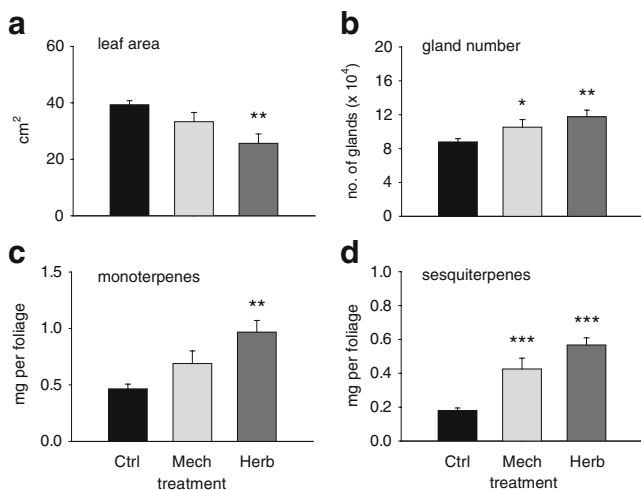 a
leaf area
cm²
60
40
20
0
**
b
gland number
no. of glands (x 10⁴)
20
16
12
8
4
0
*
**
c
monoterpenes
mg per foliage
1.5
1.0
0.5
0.0
**
Ctrl Mech Herb
treatment
d
sesquiterpenes
mg per foliage
1.0
0.8
0.6
0.4
0.2
0.0
***
***
Ctrl Mech Herb
treatment